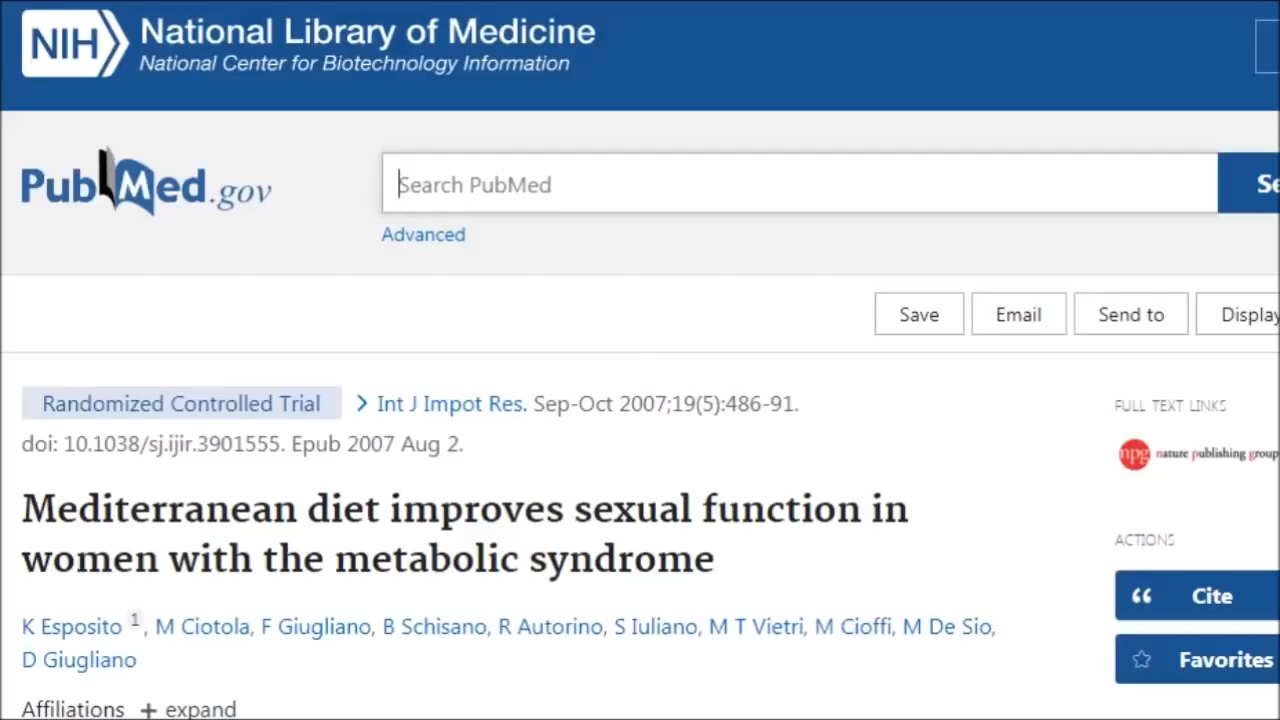 NIH National Library of Medicine
National Center for Biotechnology Information
PubMed.gov
Search PubMed
Se
Advanced
Save
Email
Send to
Display
Randomized Controlled Trial
Int J Impot Res. Sep-Oct 2007;19(5):486-91.
doi: 10.1038/sj.ijir.3901555. Epub 2007 Aug 2.
Mediterranean diet improves sexual function in
women with the metabolic syndrome
K Esposito 1, M Ciotola, F Giugliano, B Schisano, R Autorino, S Iuliano, M T Vietri, M Cioffi, M De Sio,
D Giugliano
Affiliations + expand
FULL TEXT LINKS
npg nature publishing group
ACTIONS
“ Cite
Favorites